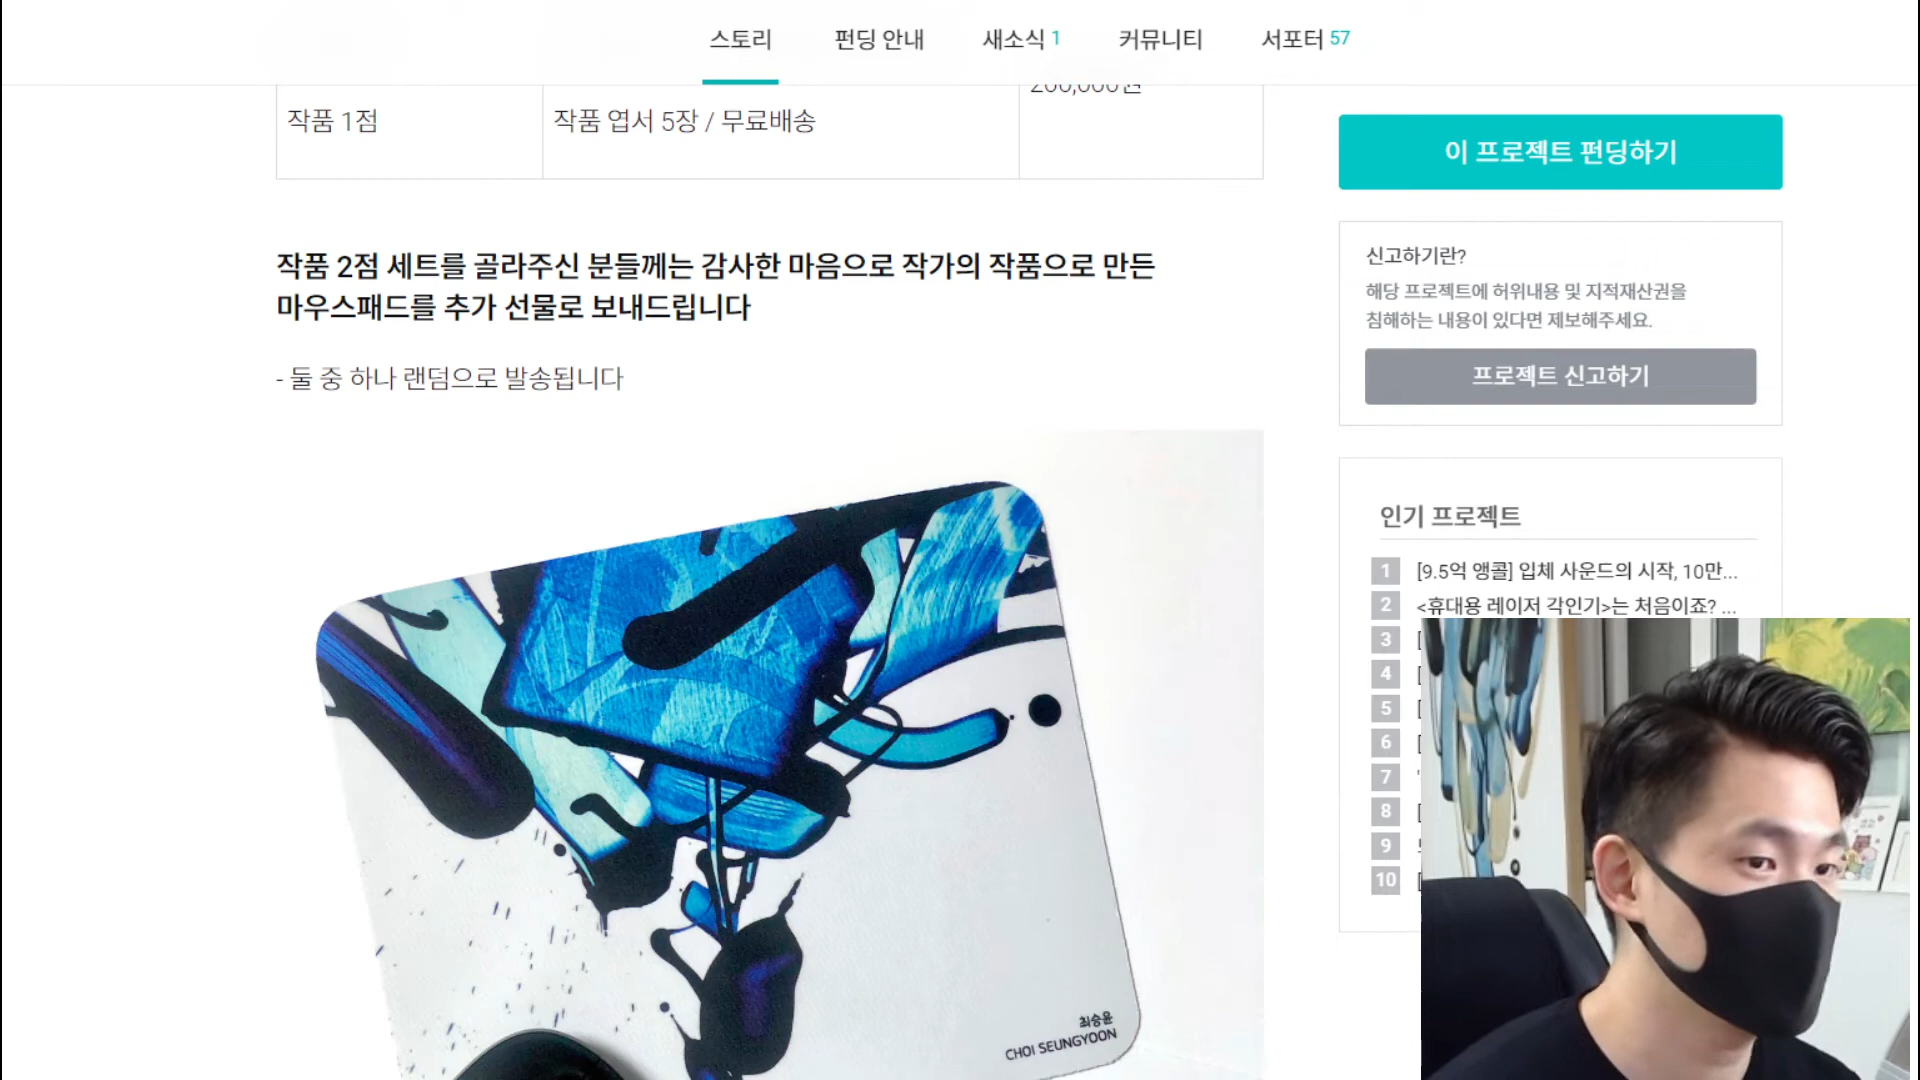 스토리
펀딩 안내
새소식 1
커뮤니티
서포터 57
200,000원
작품 1점
작품 엽서 5장 / 무료배송
작품 2점 세트를 골라주신 분들께는 감사한 마음으로 작가의 작품으로 만든
마우스패드를 추가 선물로 보내드립니다
- 둘 중 하나 랜덤으로 발송됩니다
최승윤
CHOI SEUNGYOON
이 프로젝트 펀딩하기
신고하기란?
해당 프로젝트에 허위내용 및 지적재산권을
침해하는 내용이 있다면 제보해주세요.
프로젝트 신고하기
인기 프로젝트
1 [9.5억 앵콜] 입체 사운드의 시작, 10만...
2 <휴대용 레이저 각인기>는 처음이죠? ...
3 [
4 [
5 [
6 [
7 '
8 [
9
10 [